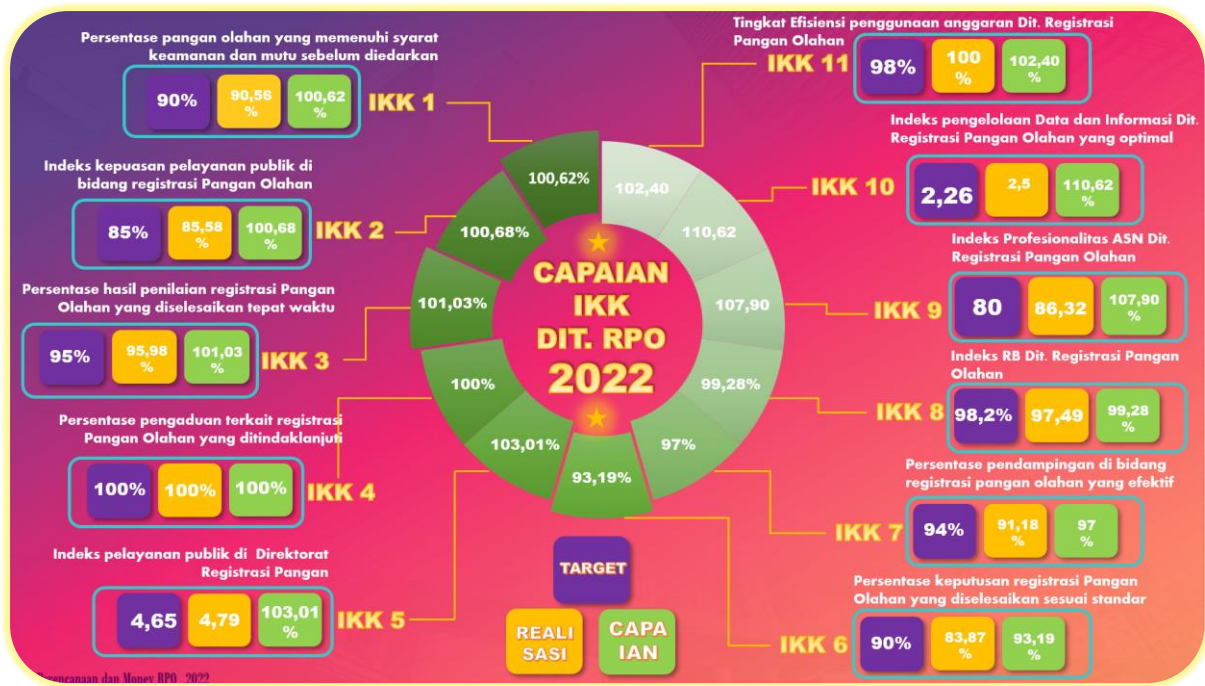 Persentase pangan olahan yang memenuhi syarat
keamanan dan mutu sebelum diedarkan
90%
90,56
%
100,62
%
IKK 1
Indeks kepuasan pelayanan publik di
bidang registrasi Pangan Olahan
85%
85,58
%
100,68
%
IKK 2
Persentase hasil penilaian registrasi Pangan
Olahan yang diselesaikan tepat waktu
95%
95,98
%
101,03
%
IKK 3
Persentase pengaduan terkait registrasi
Pangan Olahan yang ditindaklanjuti
100%
100%
100%
IKK 4
Indeks pelayanan publik di Direktorat
Registrasi Pangan
4,65
4,79
103,01
%
IKK 5
100,62%
100,68%
101,03%
100%
103,01%
93,19%
97%
99,28%
107,90
110,62
102,40
CAPAIAN
IKK
DIT. RPO
2022
TARGET
REALI
SASI
CAPA
IAN
Tingkat Efisiensi penggunaan anggaran Dit. Registrasi
Pangan Olahan
IKK 11
98%
100
%
102,40
%
Indeks pengelolaan Data dan Informasi Dit.
Registrasi Pangan Olahan yang optimal
IKK 10
2,26
2,5
110,62
%
Indeks Profesionalitas ASN Dit.
Registrasi Pangan Olahan
IKK 9
80
86,32
107,90
%
Indeks RB Dit. Registrasi Pangan
Olahan
IKK 8
98,2%
97,49
99,28
%
Persentase pendampingan di bidang
registrasi pangan olahan yang efektif
IKK 7
94%
91,18
%
97
%
Persentase keputusan registrasi Pangan
Olahan yang diselesaikan sesuai standar
IKK 6
90%
83,87
%
93,19
%
dan Monev RPO 2022